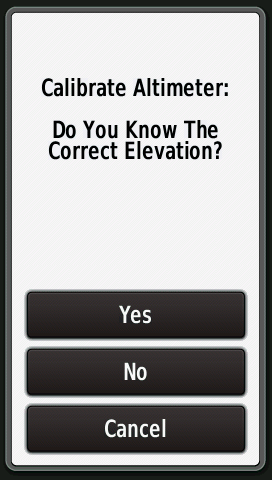 Calibrate Altimeter:
Do You Know The
Correct Elevation?
Yes
No
Cancel